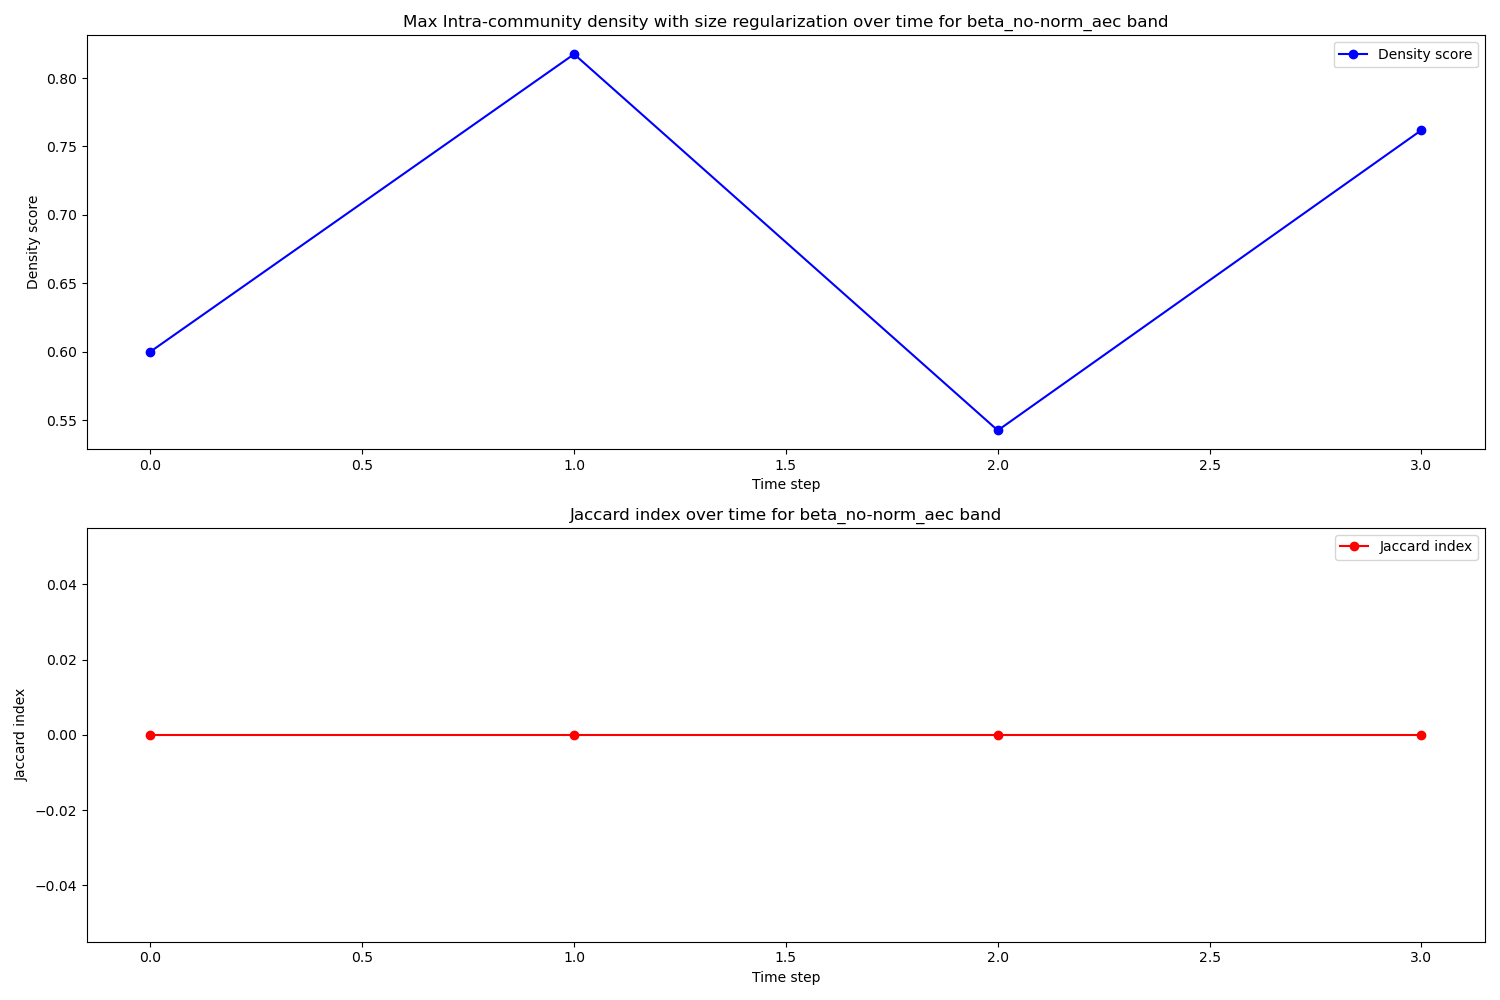 Max Intra-community density with size regularization over time for beta_no-norm_aec band
Density score
0.80
0.75
0.70
0.65
0.60
0.55
Density score
0.0 0.5 1.0 1.5 2.0 2.5 3.0
Time step
Jaccard index over time for beta_no-norm_aec band
Jaccard index
0.04
0.02
0.00
−0.02
−0.04
Jaccard index
0.0 0.5 1.0 1.5 2.0 2.5 3.0
Time step